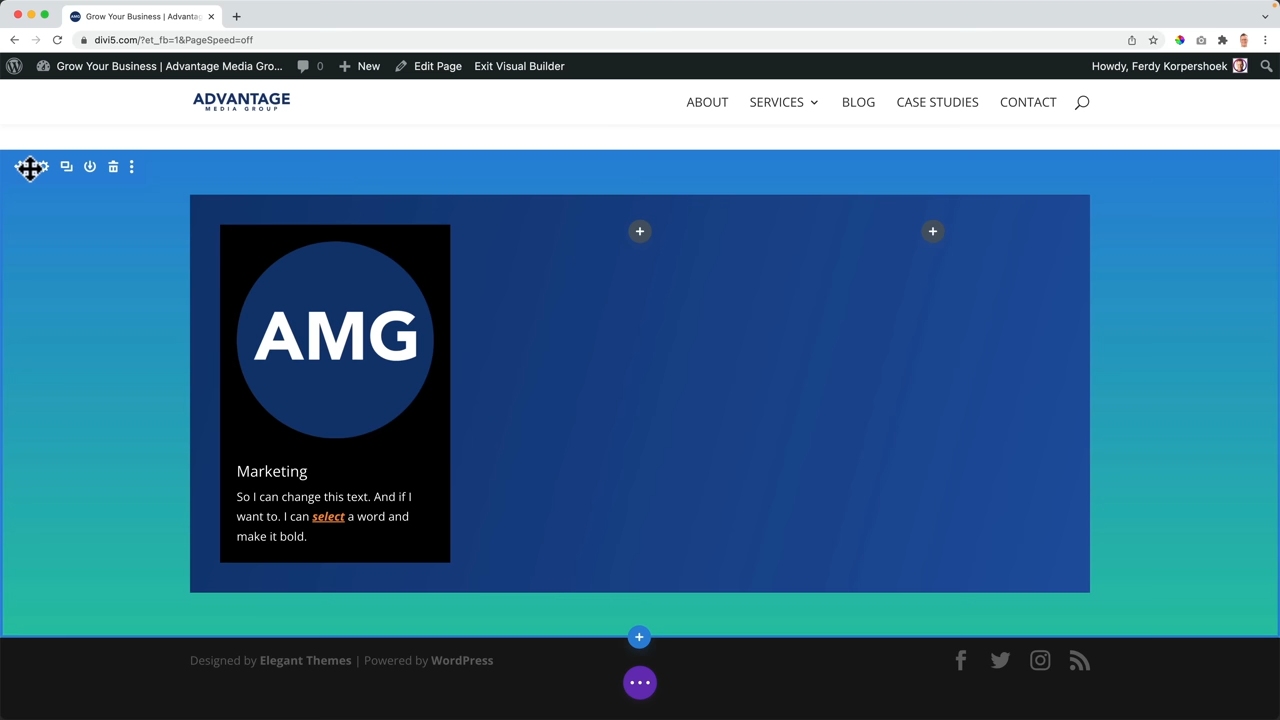 Grow Your Business | Advanta
divi5.com/?et_fb=1&PageSpeed=off
Grow Your Business | Advantage Media Gro...
0
New
Edit Page
Exit Visual Builder
Howdy, Ferdy Korpershoek
ADVANTAGE
MEDIA GROUP
ABOUT
SERVICES
BLOG
CASE STUDIES
CONTACT
AMG
AMG
Marketing
So I can change this text. And if I
want to. I can select a word and
make it bold.
Designed by Elegant Themes | Powered by WordPress